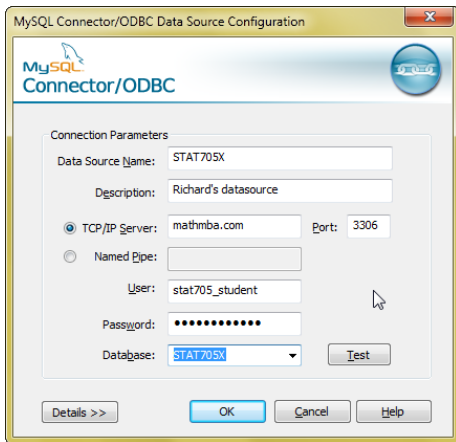 MySQL Connector/ODBC Data Source Configuration
X
MySQL
Connector/ODBC
Connection Parameters
Data Source Name: STAT705X
Description: Richard's datasource
TCP/IP Server: mathmba.com Port: 3306
Named Pipe:
User: stat705_student
Password: ●●●●●●●●●●●●
Database: STAT705X Test
Details >> OK Cancel Help